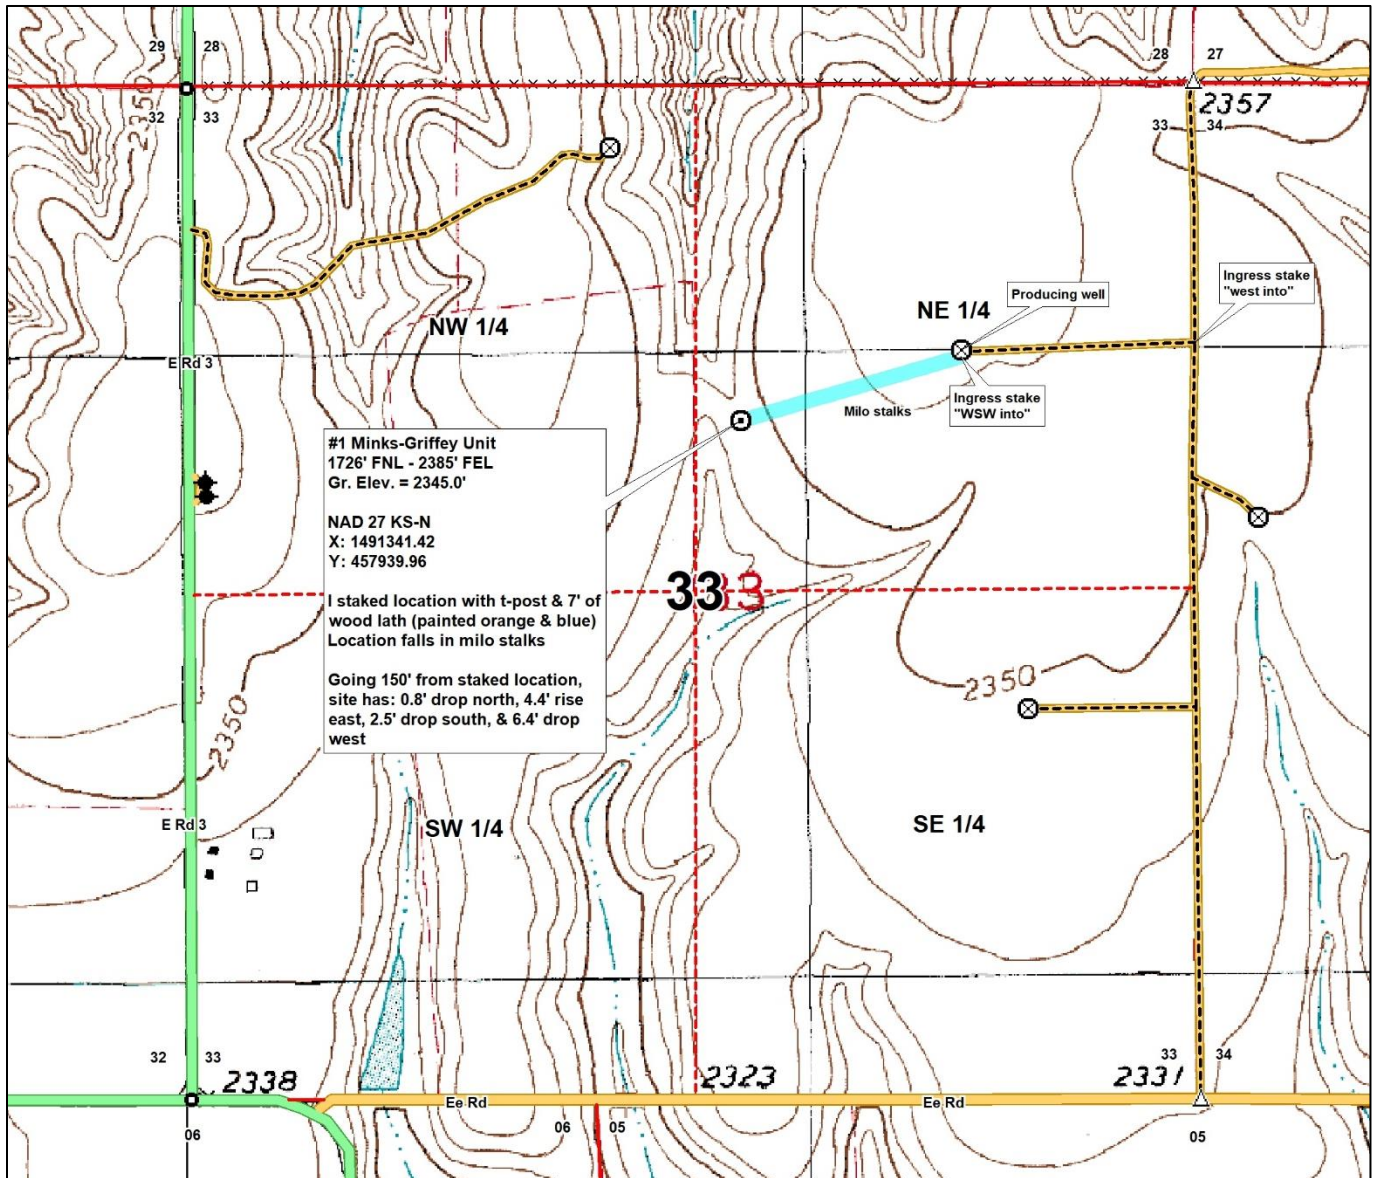 29
28
28
27
2350
2357
32
33
33
34
Ingress stake
"west into"
Producing well
NE 1/4
NW 1/4
E Rd 3
Ingress stake
"WSW into"
Milo stalks
#1 Minks-Griffey Unit
1726' FNL - 2385' FEL
Gr. Elev. = 2345.0'
NAD 27 KS-N
X: 1491341.42
Y: 457939.96
I staked location with t-post & 7' of
wood lath (painted orange & blue)
Location falls in milo stalks
Going 150' from staked location,
site has: 0.8' drop north, 4.4' rise
east, 2.5' drop south, & 6.4' drop
west
33
33
2350
2350
E Rd 3
SW 1/4
SE 1/4
32
33
33
34
2338
2323
2331
Ee Rd
Ee Rd
06
06
05
05